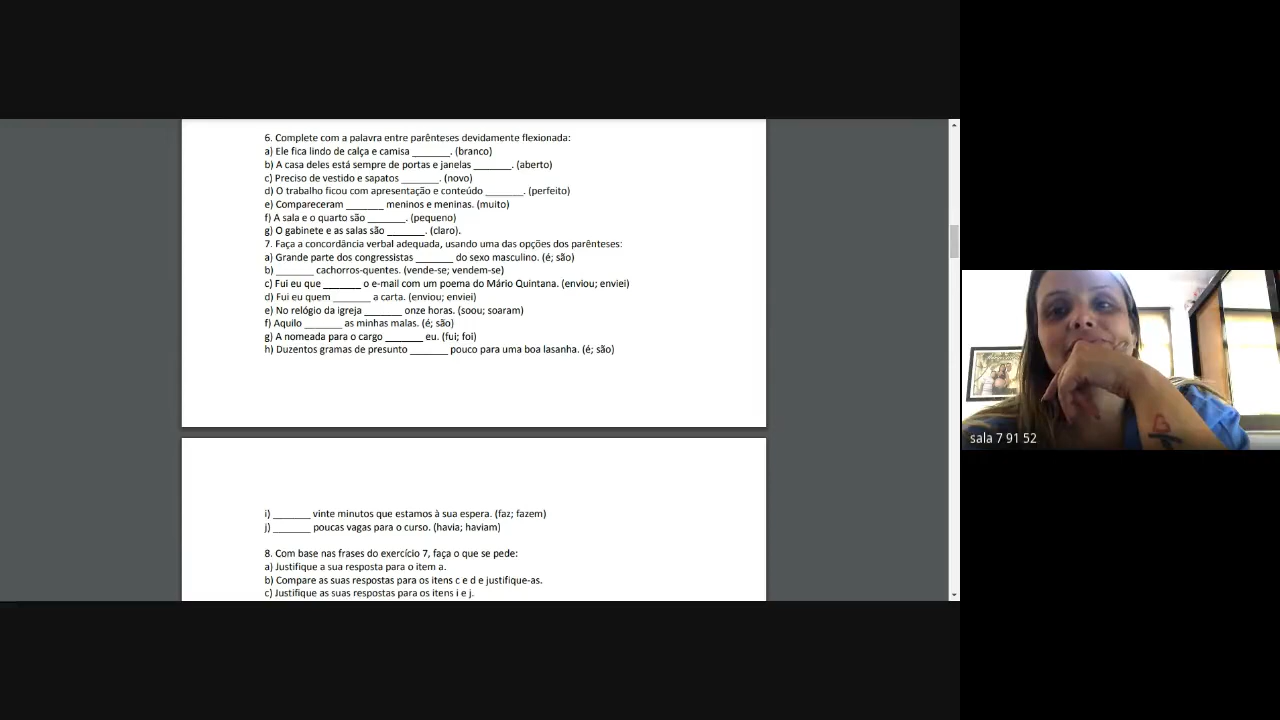 6. Complete com a palavra entre parênteses devidamente flexionada:
a) Ele fica lindo de calça e camisa _______. (branco)
b) A casa deles está sempre de portas e janelas _______. (aberto)
c) Preciso de vestido e sapatos _______. (novo)
d) O trabalho ficou com apresentação e conteúdo _______. (perfeito)
e) Compareceram _______ meninos e meninas. (muito)
f) A sala e o quarto são _______. (pequeno)
g) O gabinete e as salas são _______. (claro).
7. Faça a concordância verbal adequada, usando uma das opções dos parênteses:
a) Grande parte dos congressistas _______ do sexo masculino. (é; são)
b) _______ cachorros-quentes. (vende-se; vendem-se)
c) Fui eu que _______ o e-mail com um poema do Mário Quintana. (enviou; enviei)
d) Fui eu quem _______ a carta. (enviou; enviei)
e) No relógio da igreja _______ onze horas. (soou; soaram)
f) Aquilo _______ as minhas malas. (é; são)
g) A nomeada para o cargo _______ eu. (fui; foi)
h) Duzentos gramas de presunto _______ pouco para uma boa lasanha. (é; são)
i) _______ vinte minutos que estamos à sua espera. (faz; fazem)
j) _______ poucas vagas para o curso. (havia; haviam)
8. Com base nas frases do exercício 7, faça o que se pede:
a) Justifique a sua resposta para o item a.
b) Compare as suas respostas para os itens c e d e justifique-as.
c) Justifique as suas respostas para os itens i e j.
sala 7 91 52